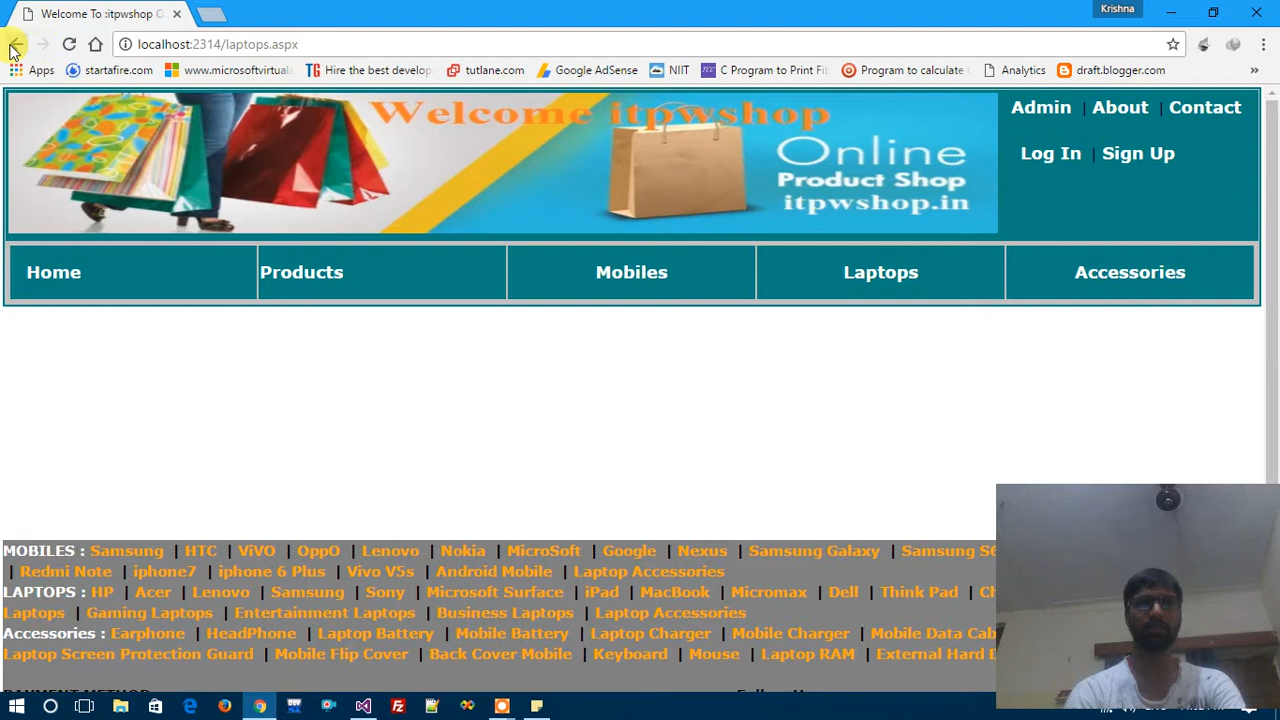 Welcome To :itpwshop O
Krishna
localhost:2314/laptops.aspx
Apps startafire.com www.microsoftvirtual Hire the best develop tutlane.com Google AdSense NIIT C Program to Print Fib Program to calculate Analytics draft.blogger.com »
Welcome itpwshop
Online
Product Shop
itpwshop.in
Admin | About | Contact
Log In | Sign Up
Home Products Mobiles Laptops Accessories
MOBILES : Samsung | HTC | ViVO | OppO | Lenovo | Nokia | MicroSoft | Google | Nexus | Samsung Galaxy | Samsung S6
| Redmi Note | iphone7 | iphone 6 Plus | Vivo V5s | Android Mobile | Laptop Accessories
LAPTOPS : HP | Acer | Lenovo | Samsung | Sony | Microsoft Surface | iPad | MacBook | Micromax | Dell | Think Pad | Ch
Laptops | Gaming Laptops | Entertainment Laptops | Business Laptops | Laptop Accessories
Accessories : Earphone | HeadPhone | Laptop Battery | Mobile Battery | Laptop Charger | Mobile Charger | Mobile Data Cab
Laptop Screen Protection Guard | Mobile Flip Cover | Back Cover Mobile | Keyboard | Mouse | Laptop RAM | External Hard D